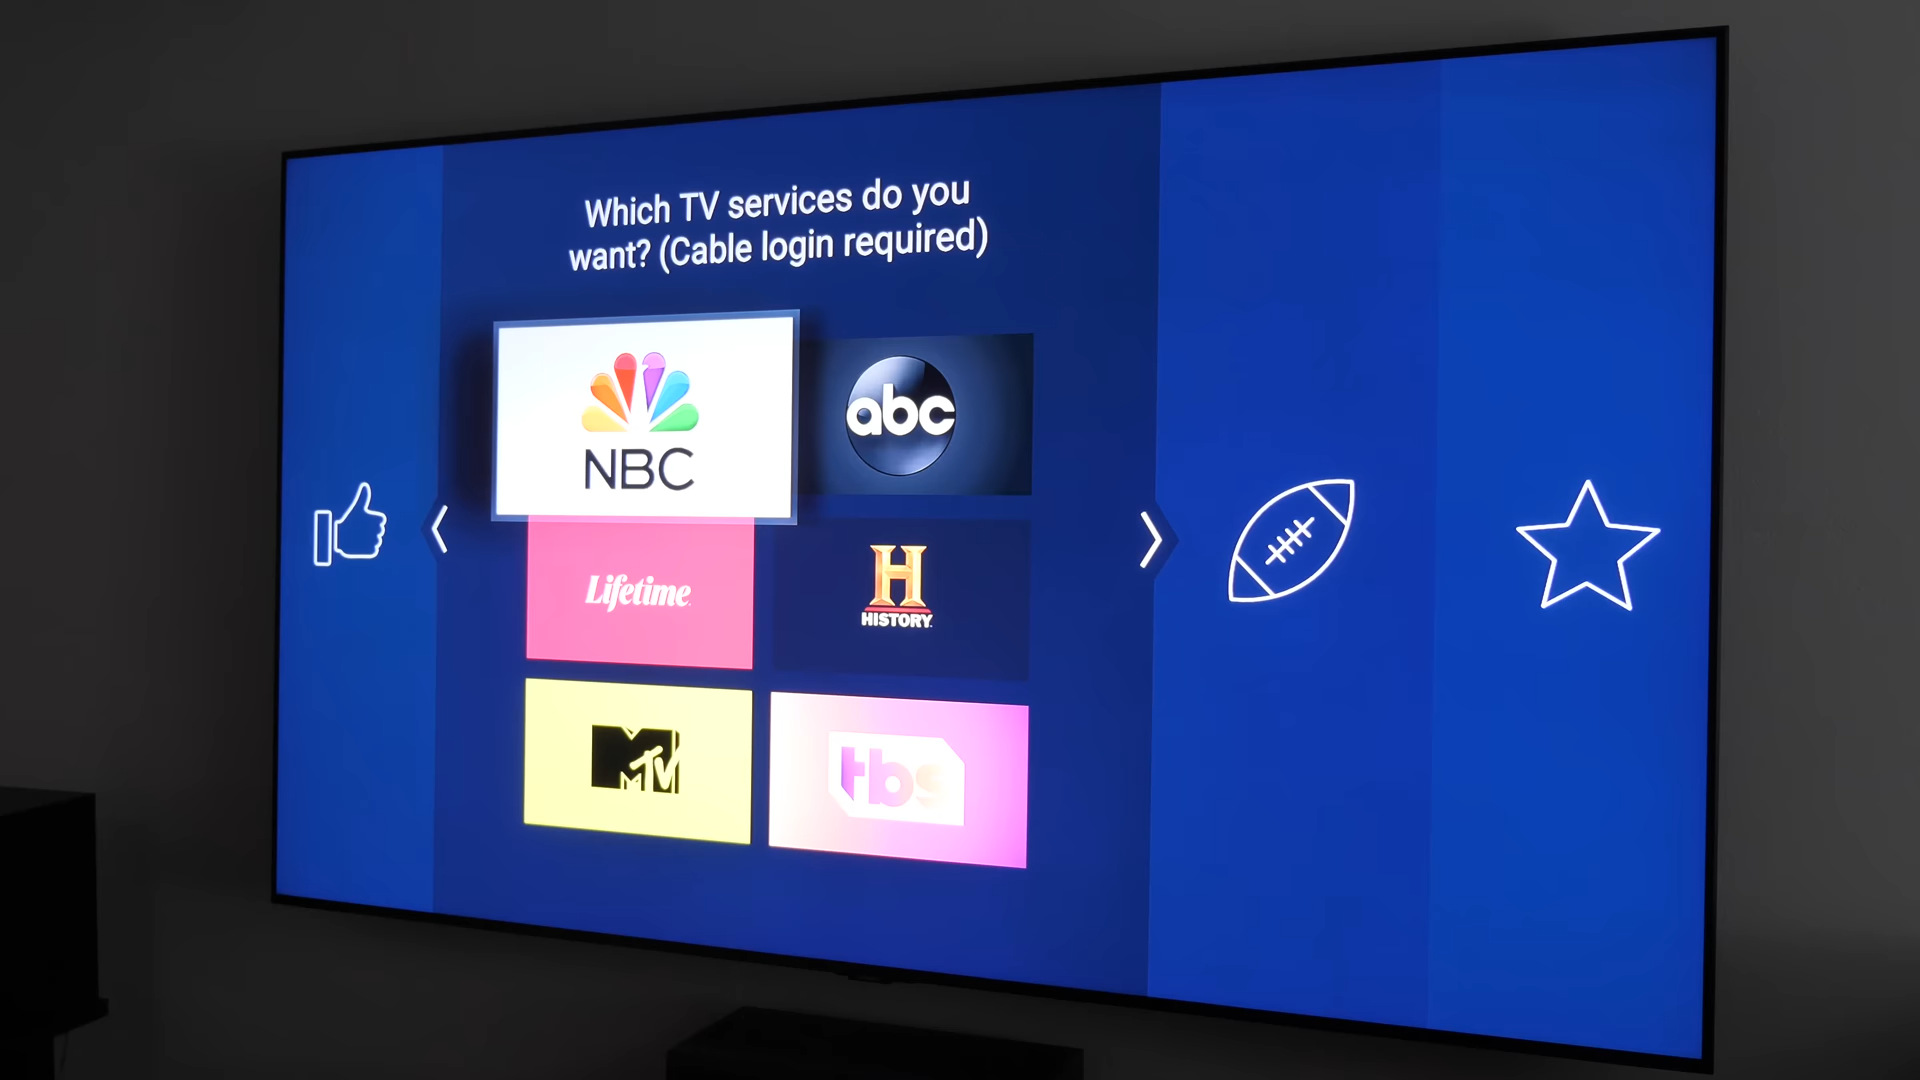 Which TV services do you
want? (Cable login required)
NBC
abc
Lifetime
H
HISTORY
MTV
tbs